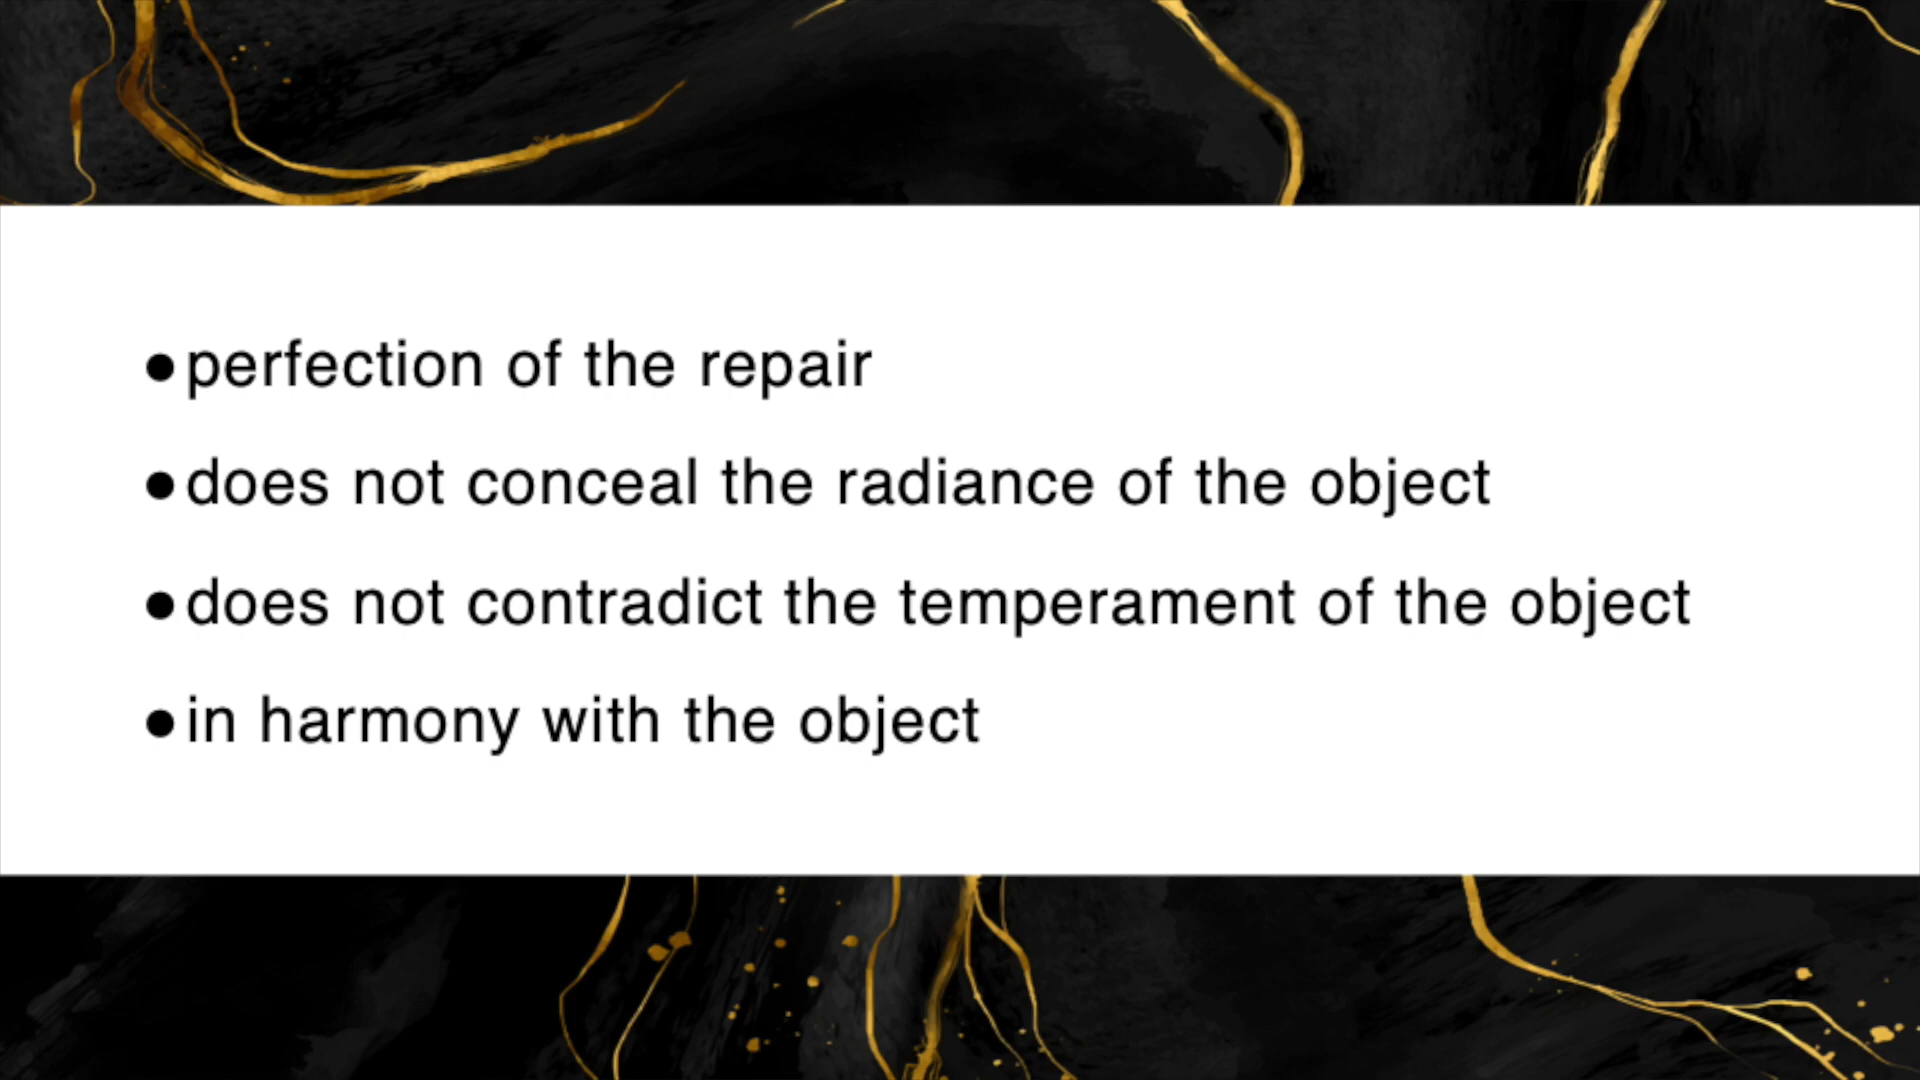 ●perfection of the repair
●does not conceal the radiance of the object
●does not contradict the temperament of the object
●in harmony with the object